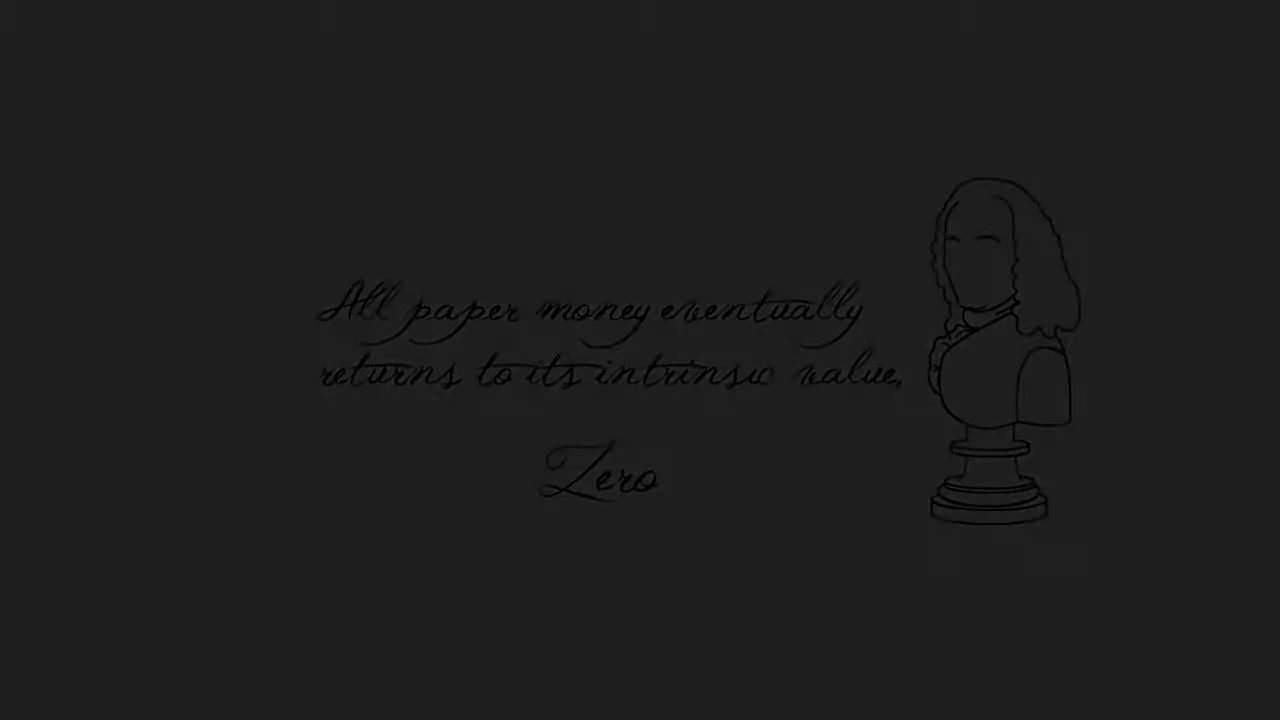 All paper money eventually
returns to its intrinsic value,
Zero